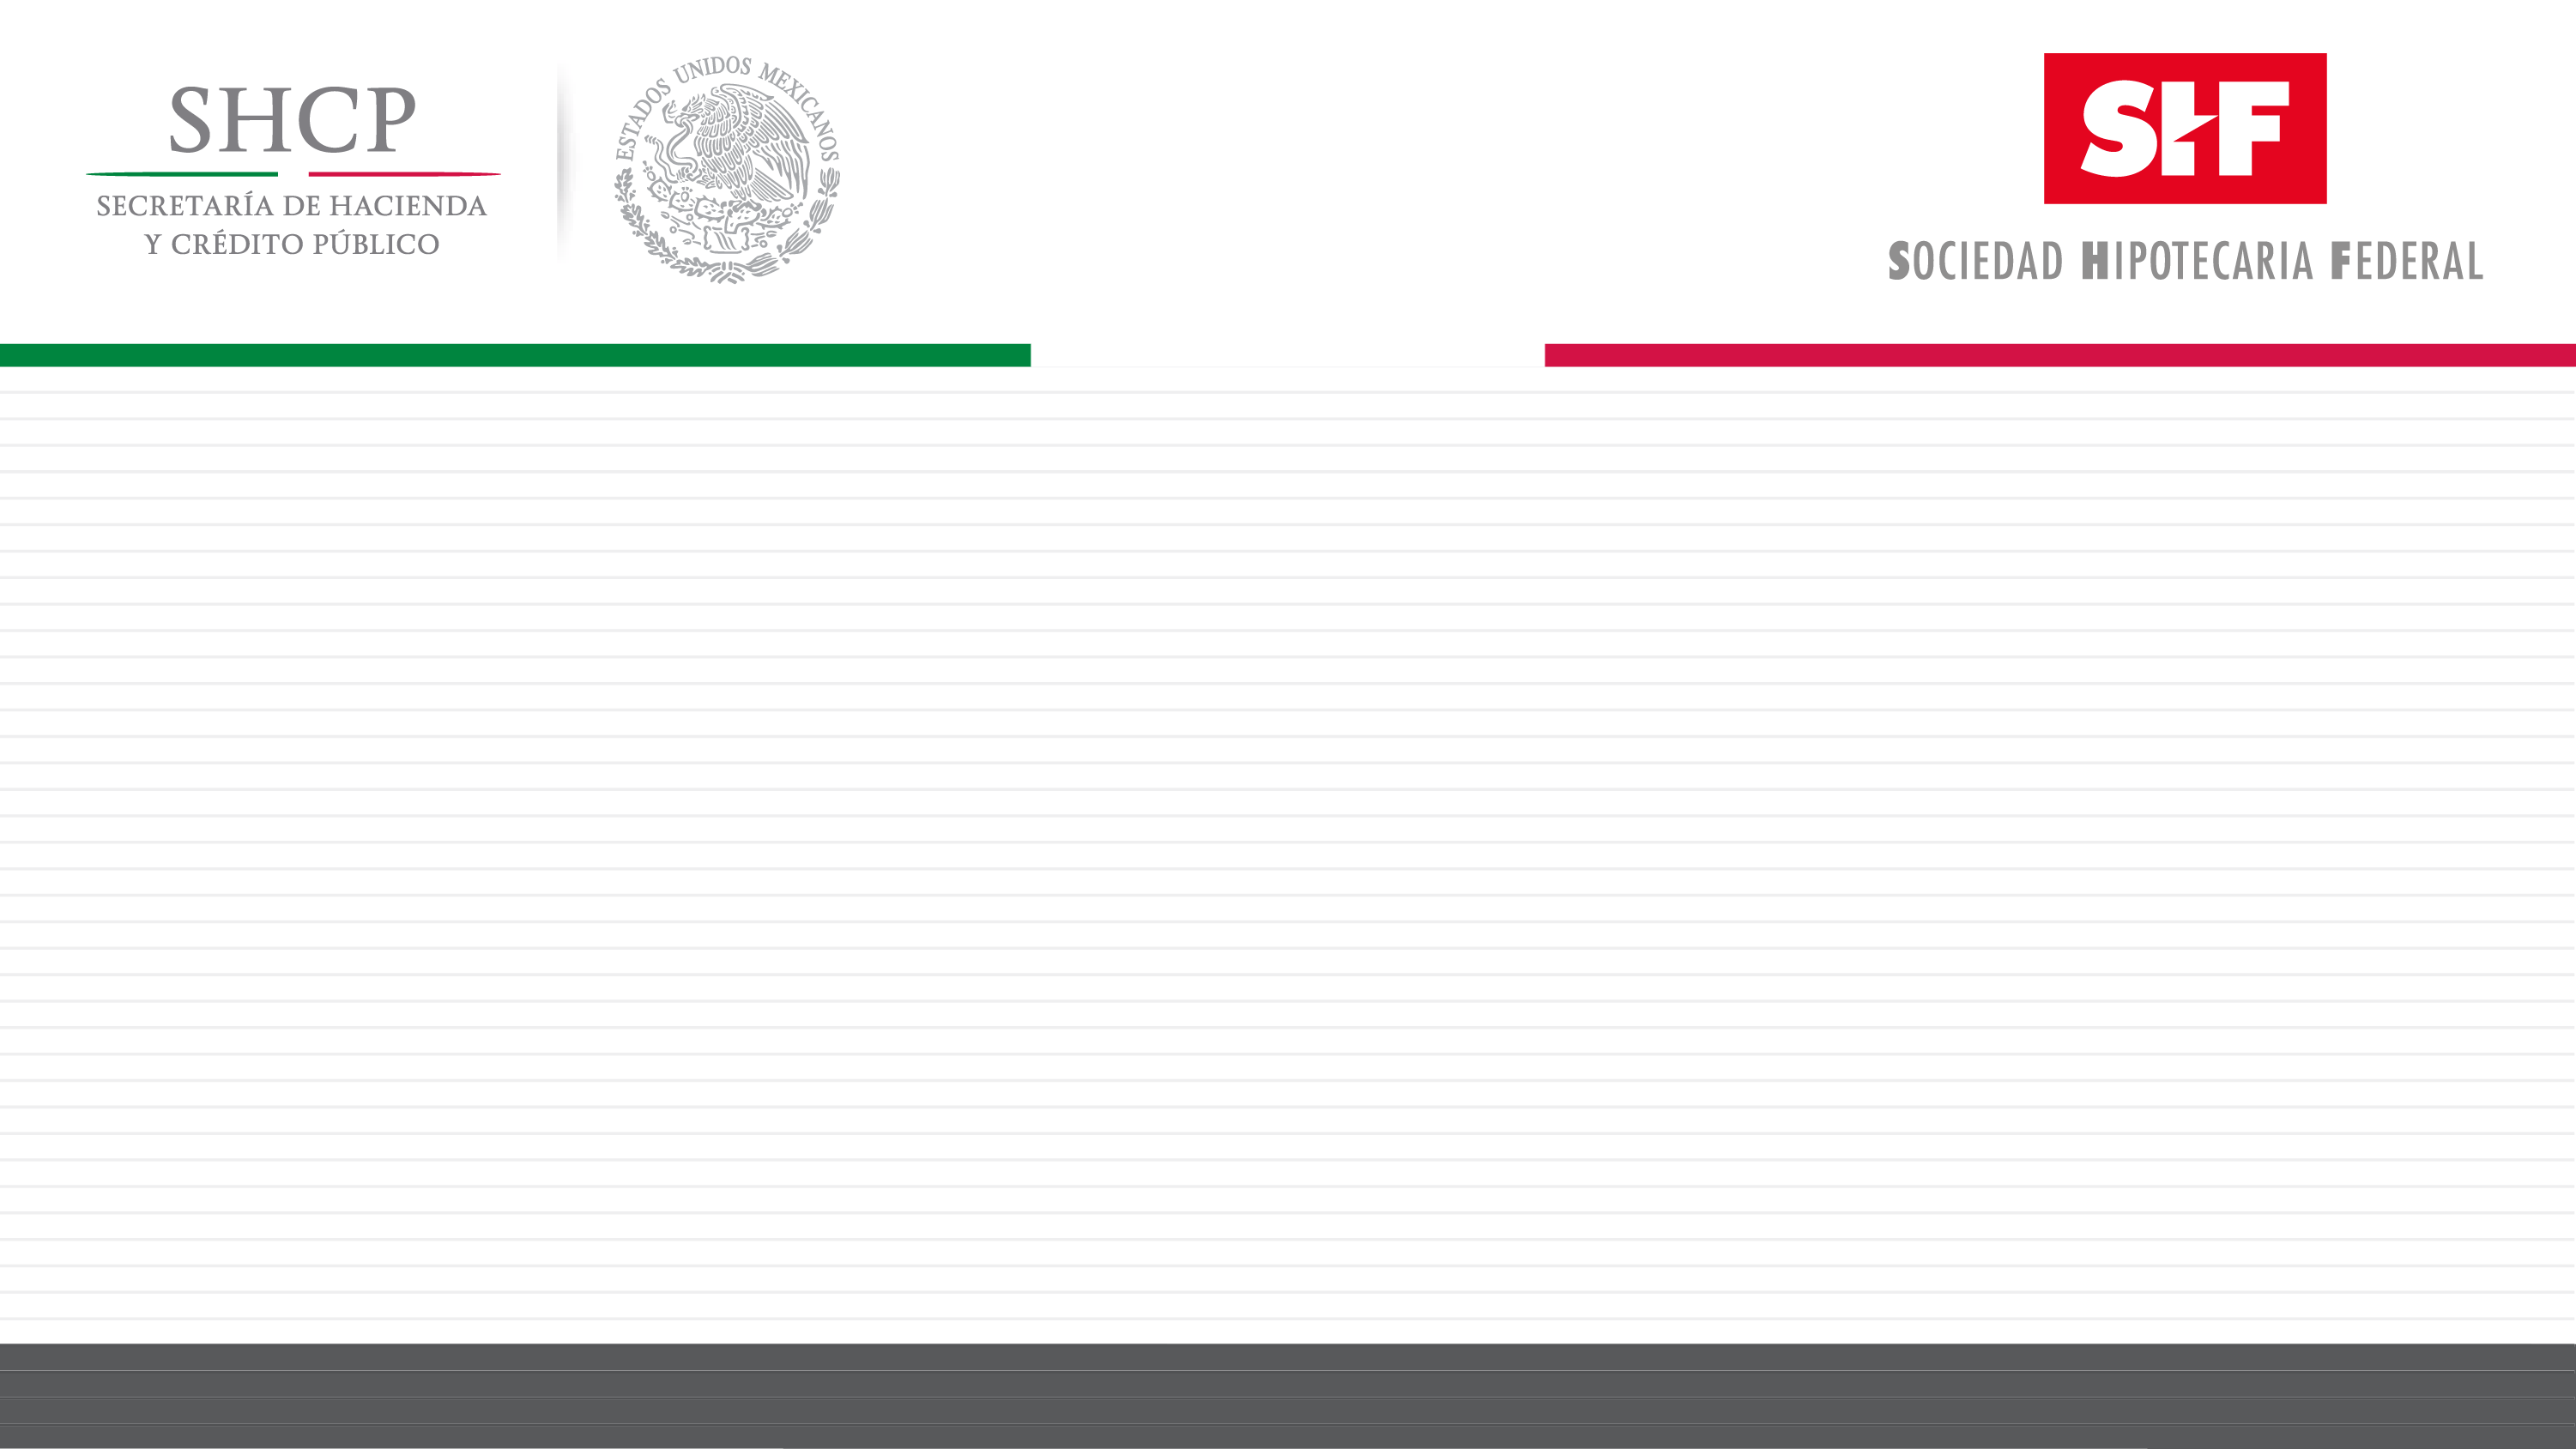 SHCP
SECRETARÍA DE HACIENDA
Y CRÉDITO PÚBLICO
ESTADOS UNIDOS MEXICANOS
SHF
SOCIEDAD HIPOTECARIA FEDERAL